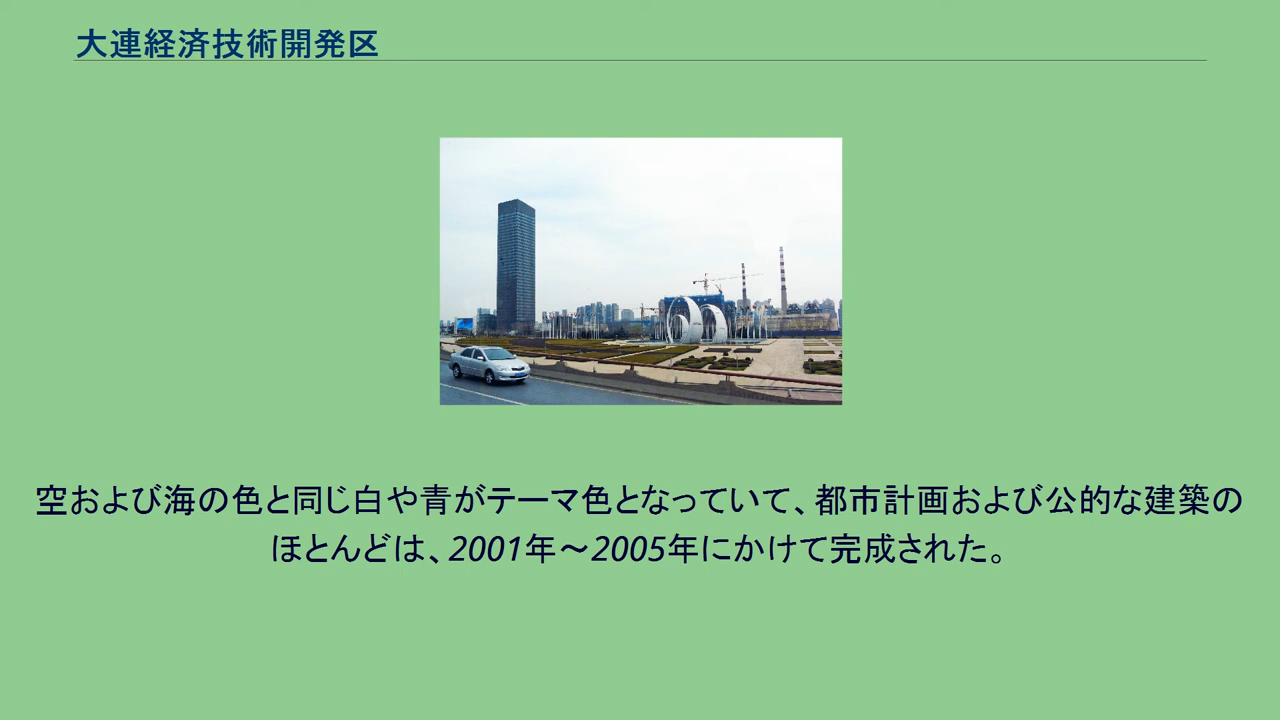 大連経済技術開発区
空および海の色と同じ白や青がテーマ色となっていて、都市計画および公的な建築の
ほとんどは、2001年～2005年にかけて完成された。